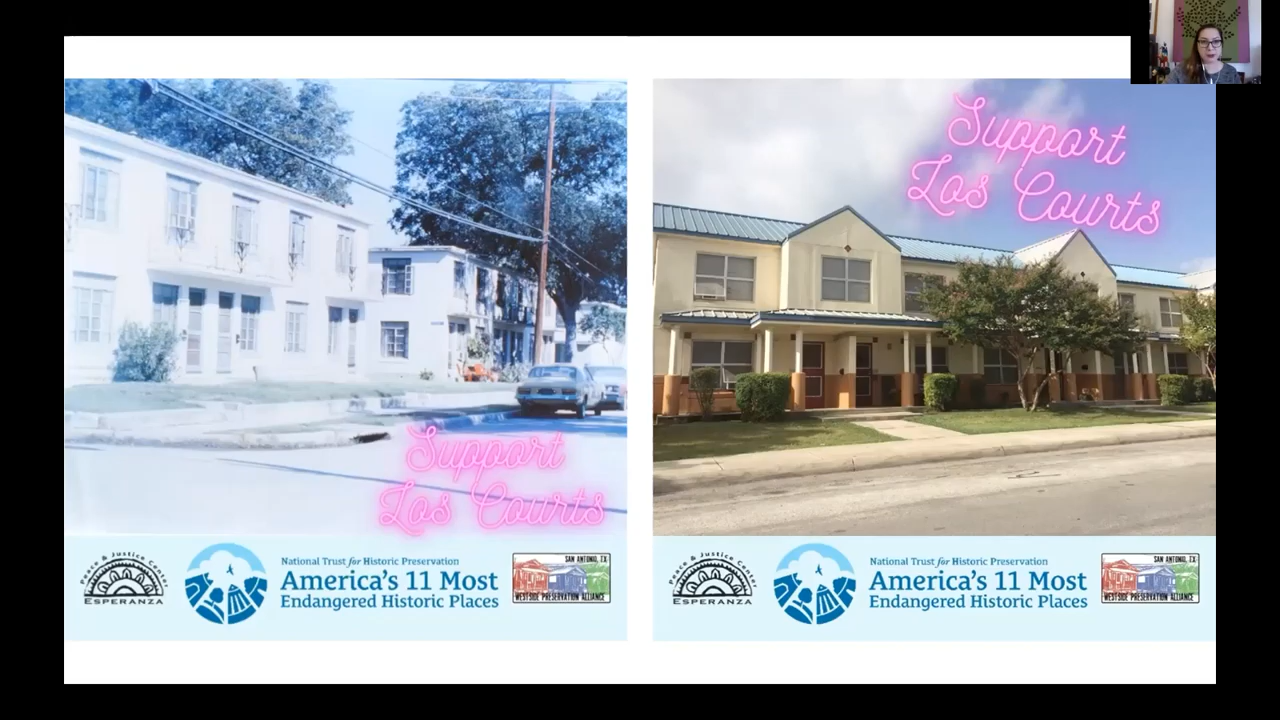 Support
Los Courts
Peace & Justice Center
ESPERANZA
National Trust for Historic Preservation
America's 11 Most
Endangered Historic Places
SAN ANTONIO, TX
WESTSIDE PRESERVATION ALLIANCE
Support
Los Courts
Peace & Justice Center
ESPERANZA
National Trust for Historic Preservation
America's 11 Most
Endangered Historic Places
SAN ANTONIO, TX
WESTSIDE PRESERVATION ALLIANCE